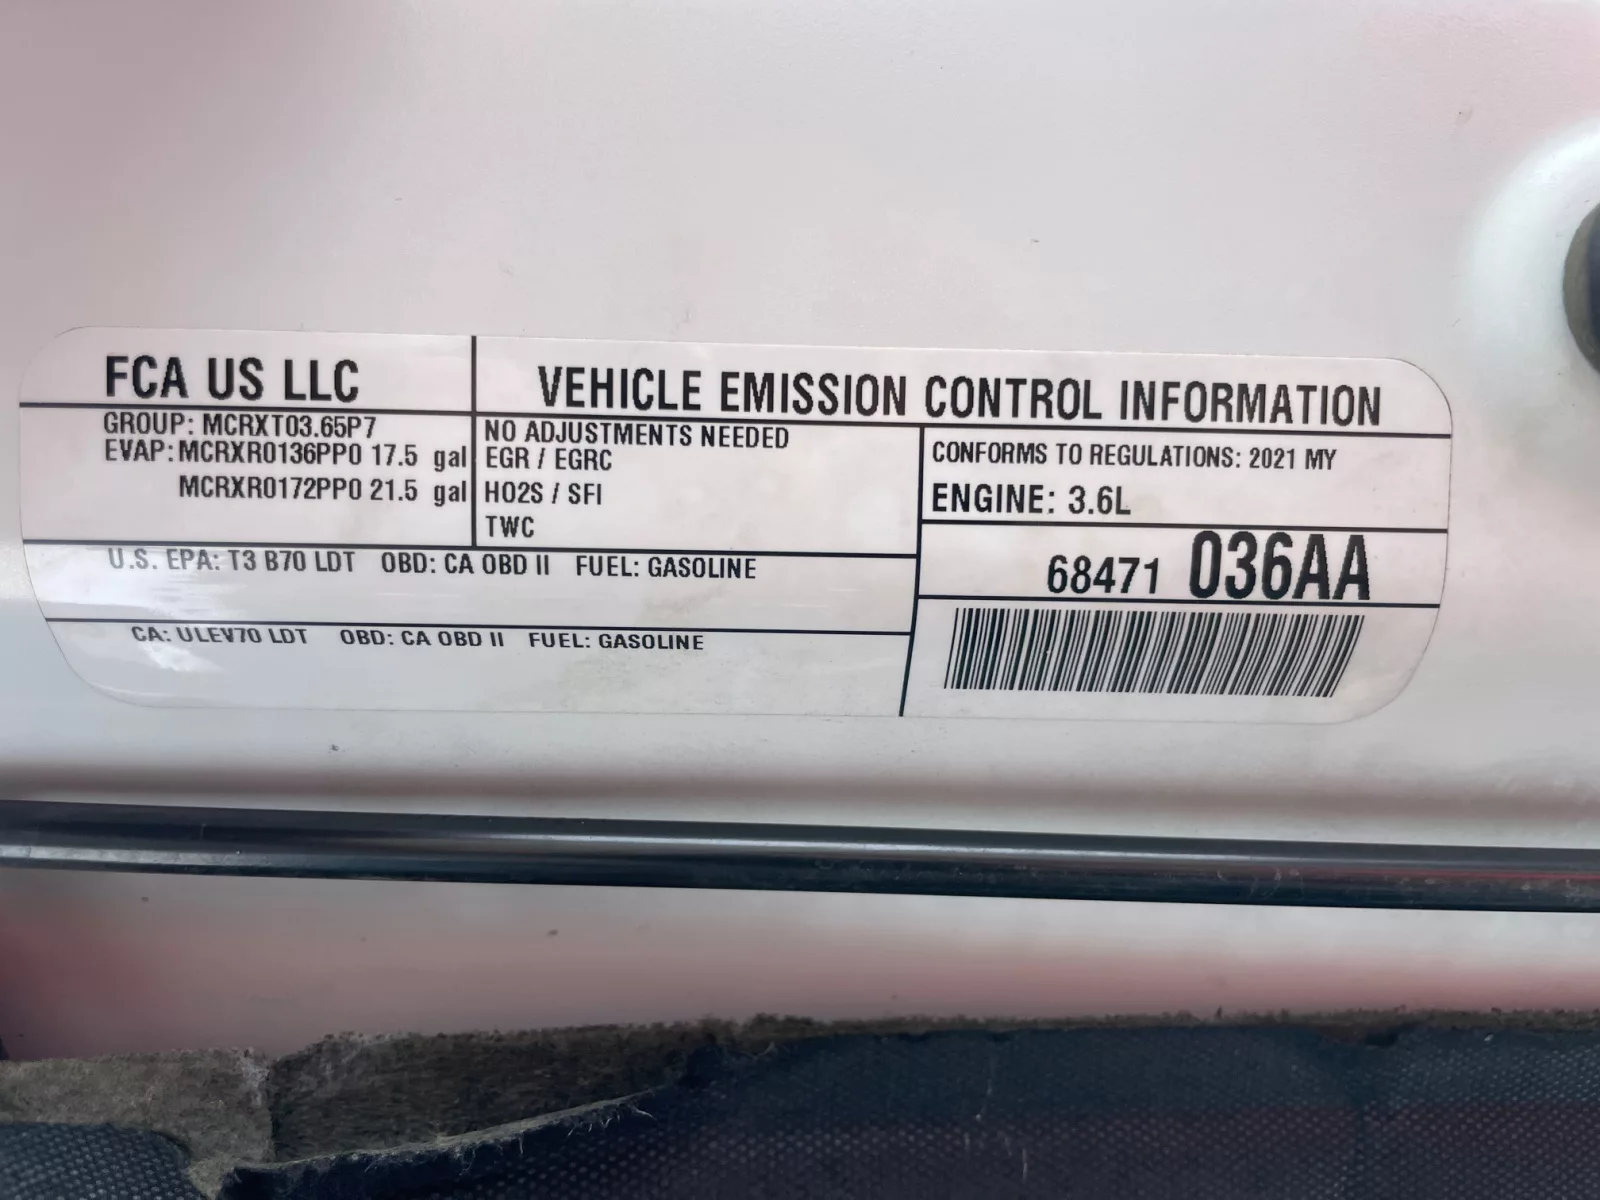 FCA US LLC
VEHICLE EMISSION CONTROL INFORMATION
GROUP: MCRXT03.65P7
EVAP: MCRXR0136PP0 17.5 gal
MCRXR0172PP0 21.5 gal
NO ADJUSTMENTS NEEDED
EGR / EGRC
HO2S / SFI
TWC
CONFORMS TO REGULATIONS: 2021 MY
ENGINE: 3.6L
68471 036AA
U.S. EPA: T3 B70 LDT OBD: CA OBD II FUEL: GASOLINE
CA: ULEV70 LDT OBD: CA OBD II FUEL: GASOLINE